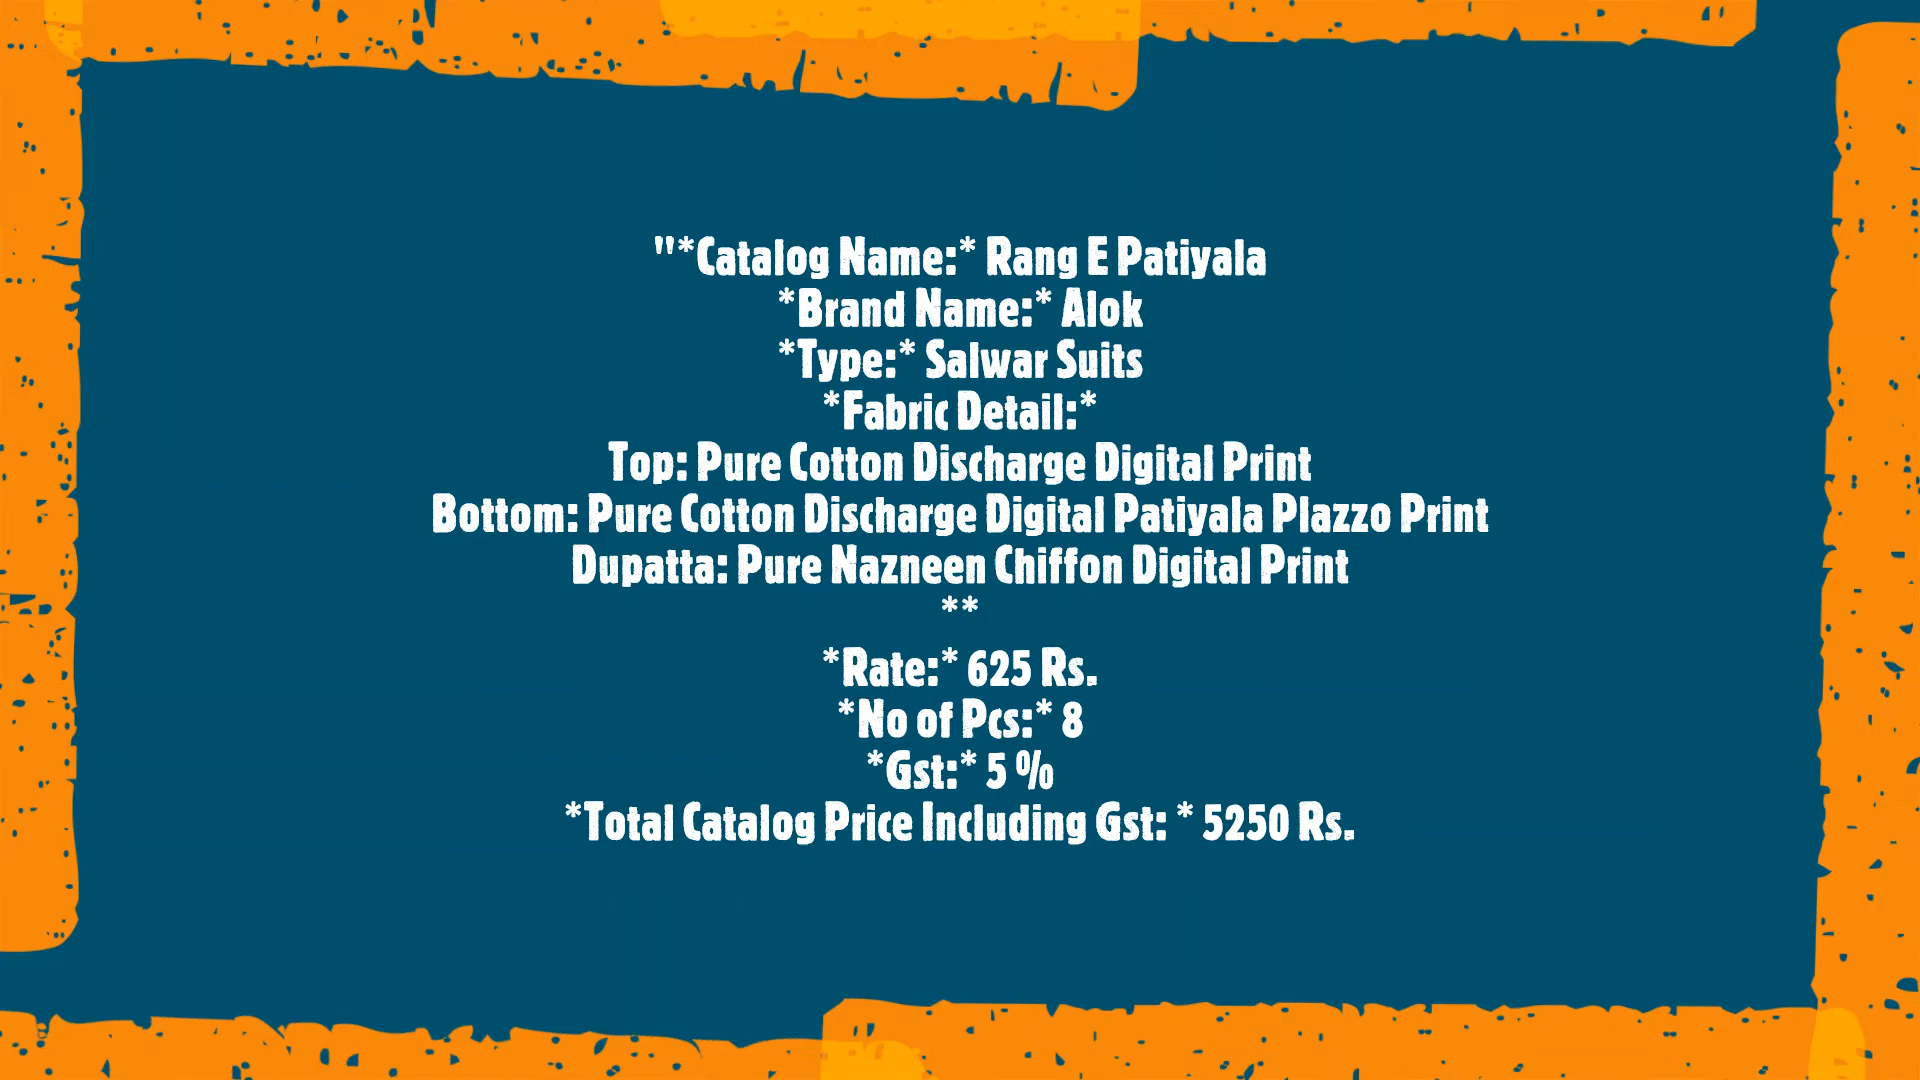 "*Catalog Name:* Rang E Patiyala
*Brand Name:* Alok
*Type:* Salwar Suits
*Fabric Detail:*
Top: Pure Cotton Discharge Digital Print
Bottom: Pure Cotton Discharge Digital Patiyala Plazzo Print
Dupatta: Pure Nazneen Chiffon Digital Print
**
*Rate:* 625 Rs.
*No of Pcs:* 8
*Gst:* 5 %
*Total Catalog Price Including Gst: * 5250 Rs.